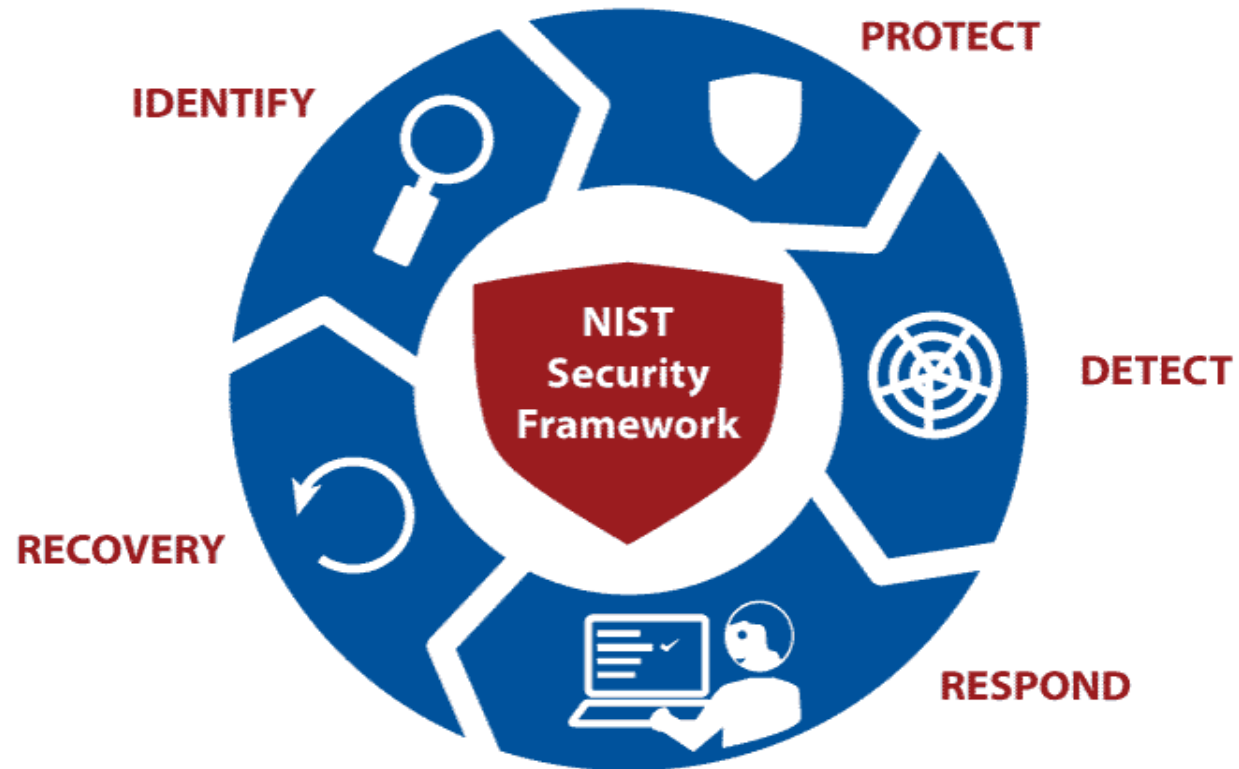 PROTECT
IDENTIFY
NIST
Security
Framework
DETECT
RECOVERY
RESPOND